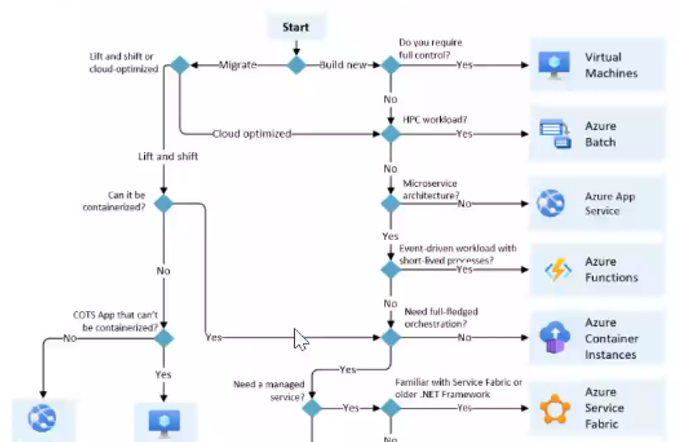 Start
Lift and shift or
cloud-optimized
Migrate
Build new
Do you require
full control?
Yes
Virtual
Machines
No
Cloud optimized
HPC workload?
Yes
Azure
Batch
Lift and shift
No
Can it be
containerized?
Microservice
architecture?
No
Azure App
Service
Yes
Event-driven workload with
short-lived processes?
Yes
Azure
Functions
No
No
COTS App that can't
be containerized?
No
Yes
Need full-fledged
orchestration?
No
Azure
Container
Instances
Yes
Yes
Need a managed
service?
Yes
Familiar with Service Fabric or
older .NET Framework
Yes
Azure
Service
Fabric
No